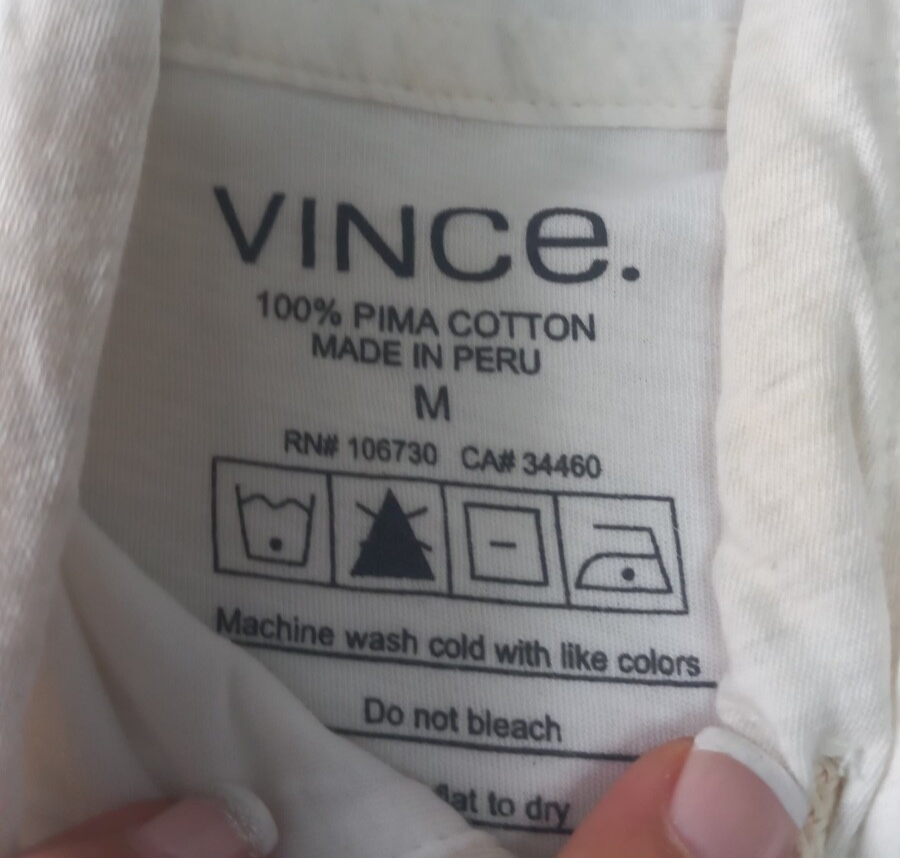 VINCe.
100% PIMA COTTON
MADE IN PERU
M
RN# 106730 CA# 34460
Machine wash cold with like colors
Do not bleach
flat to dry